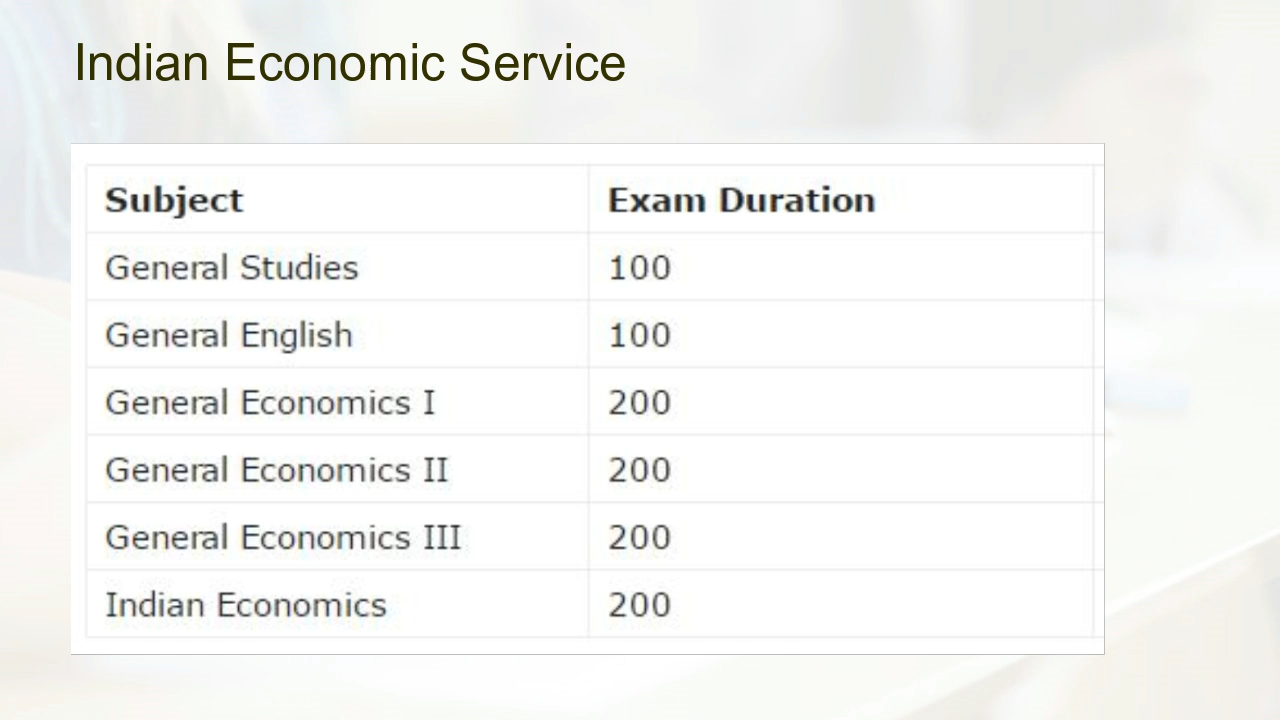 Indian Economic Service
Subject Exam Duration
General Studies 100
General English 100
General Economics I 200
General Economics II 200
General Economics III 200
Indian Economics 200